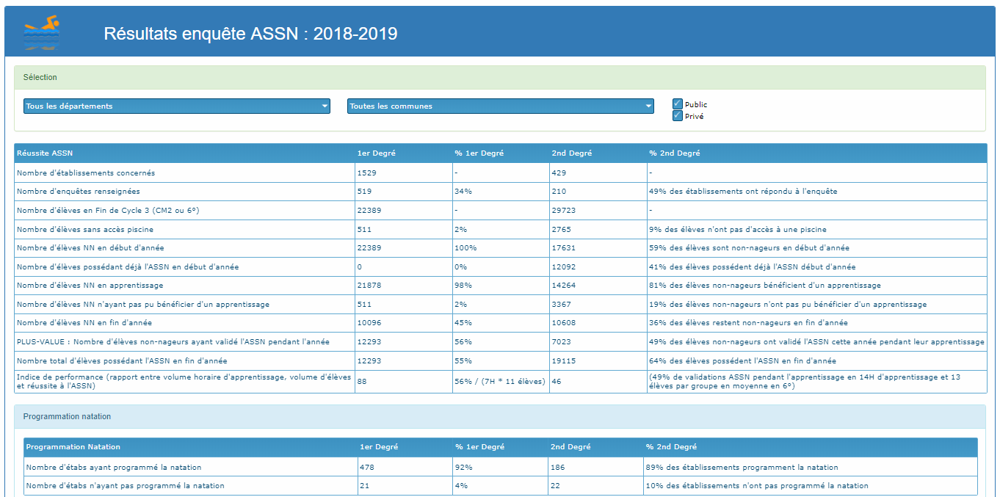 Résultats enquête ASSN : 2018-2019
Sélection
Tous les départements Toutes les communes Public
Privé
Réussite ASSN 1er Degré % 1er Degré 2nd Degré % 2nd Degré
Nombre d'établissements concernés 1529 - 429 -
Nombre d'enquêtes renseignées 519 34% 210 49% des établissements ont répondu à l'enquête
Nombre d'élèves en Fin de Cycle 3 (CM2 ou 6°) 22389 - 29723 -
Nombre d'élèves sans accès piscine 511 2% 2765 9% des élèves n'ont pas d'accès à une piscine
Nombre d'élèves NN en début d'année 22389 100% 17631 59% des élèves sont non-nageurs en début d'année
Nombre d'élèves possédant déjà l'ASSN en début d'année 0 0% 12092 41% des élèves possédent déjà l'ASSN début d'année
Nombre d'élèves NN en apprentissage 21878 98% 14264 81% des élèves non-nageurs bénéficient d'un apprentissage
Nombre d'élèves NN n'ayant pas pu bénéficier d'un apprentissage 511 2% 3367 19% des élèves non-nageurs n'ont pas pu bénéficier d'un apprentissage
Nombre d'élèves NN en fin d'année 10096 45% 10608 36% des élèves restent non-nageurs en fin d'année
PLUS-VALUE : Nombre d'élèves non-nageurs ayant validé l'ASSN pendant l'année 12293 56% 7023 49% des élèves non-nageurs ont validé l'ASSN cette année pendant leur apprentissage
Nombre total d'élèves possédant l'ASSN en fin d'année 12293 55% 19115 64% des élèves possédent l'ASSN en fin d'année
Indice de performance (rapport entre volume horaire d'apprentissage, volume d'élèves
et réussite à l'ASSN) 88 56% / (7H * 11 élèves) 46 (49% de validations ASSN pendant l'apprentissage en 14H d'apprentissage et 13
élèves par groupe en moyenne en 6°)
Programmation natation
Programmation Natation 1er Degré % 1er Degré 2nd Degré % 2nd Degré
Nombre d'étabs ayant programmé la natation 478 92% 186 89% des établissements programment la natation
Nombre d'étabs n'ayant pas programmé la natation 21 4% 22 10% des établissements n'ont pas programmé la natation